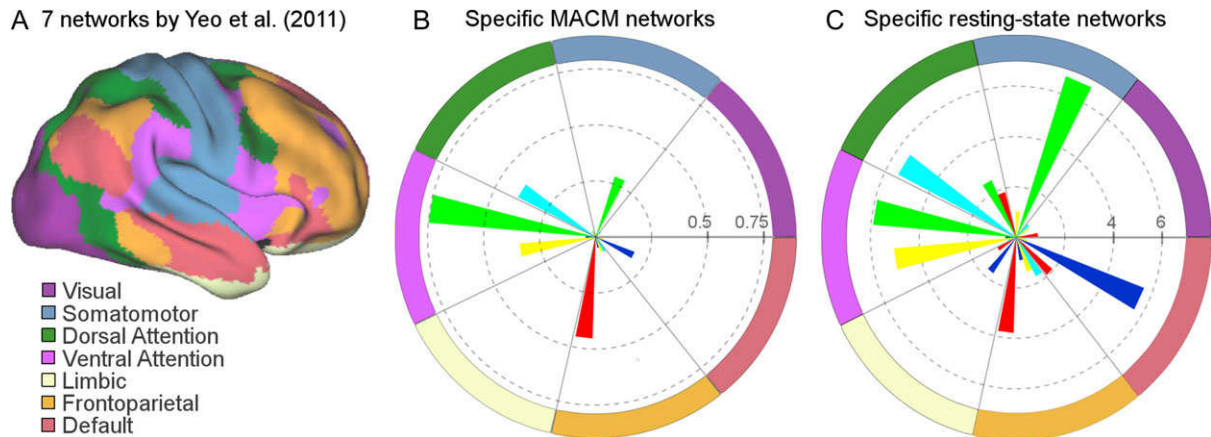 A 7 networks by Yeo et al. (2011)
Visual
Somatomotor
Dorsal Attention
Ventral Attention
Limbic
Frontoparietal
Default
B Specific MACM networks
0.5 0.75
C Specific resting-state networks
4 6